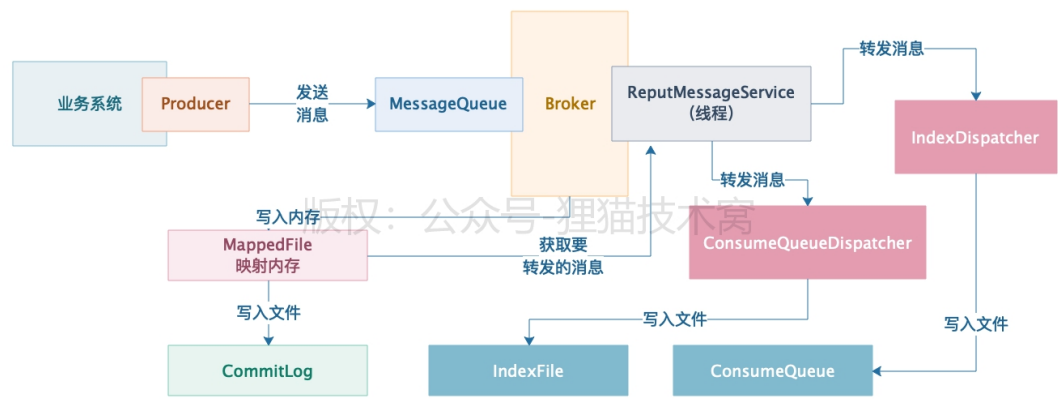 业务系统
Producer
发送
消息
MessageQueue
Broker
ReputMessageService
(线程)
转发消息
IndexDispatcher
转发消息
写入内存
版权:公众号-狸猫技术窝
MappedFile
映射内存
获取要
转发的消息
ConsumeQueueDispatcher
写入文件
写入文件
写入文件
CommitLog
IndexFile
ConsumeQueue